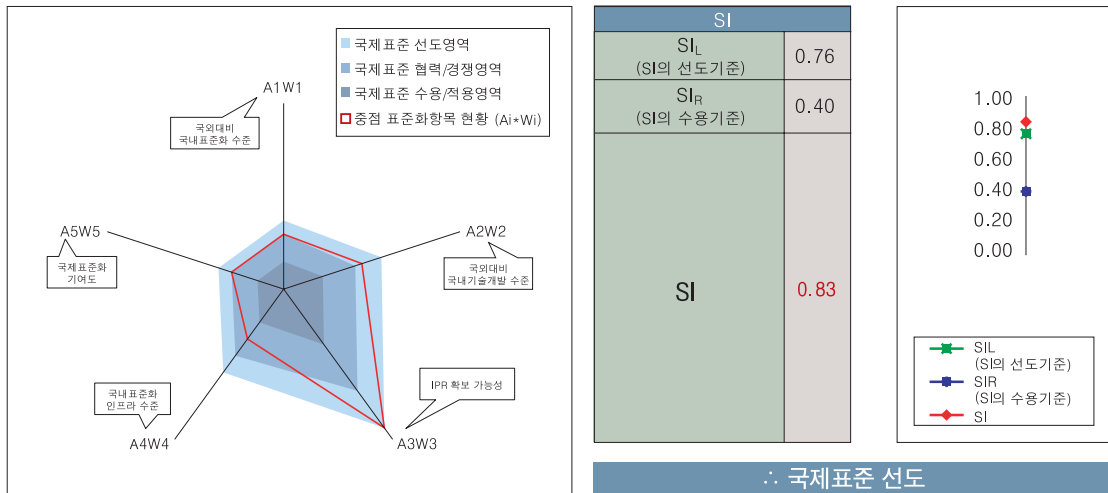 국제표준 선도영역
국제표준 협력/경쟁영역
국제표준 수용/적용영역
중점 표준화항목 현황 (Ai*Wi)
A1W1
국외대비
국내표준화 수준
A2W2
국외대비
국내기술개발 수준
A5W5
국제표준화
기여도
IPR 확보 가능성
A3W3
국내표준화
인프라 수준
A4W4
SI
SIL
(SI의 선도기준)
0.76
SIR
(SI의 수용기준)
0.40
SI
0.83
1.00
0.80
0.60
0.40
0.20
0.00
SIL
(SI의 선도기준)
SIR
(SI의 수용기준)
SI
∴ 국제표준 선도